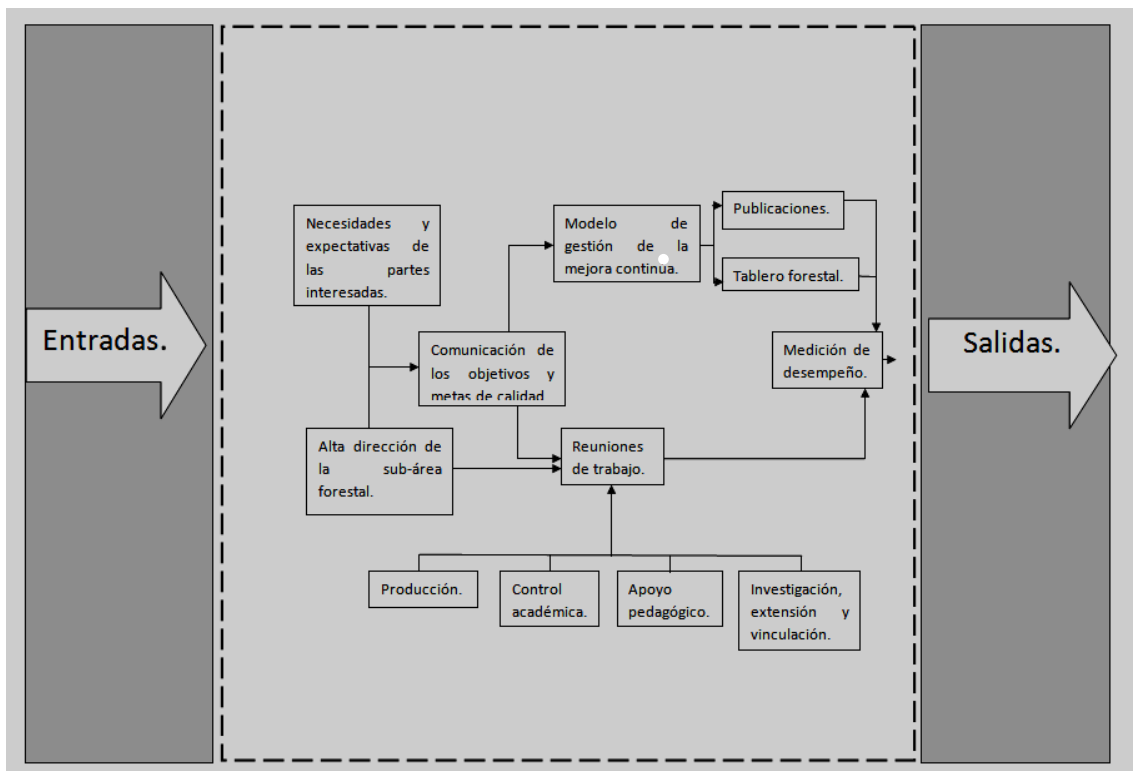 Entradas.
Necesidades y
expectativas de
las partes
interesadas.
Alta dirección de
la sub-área
forestal.
Comunicación de
los objetivos y
metas de calidad
Modelo de
gestión de la
mejora continua.
Publicaciones.
Tablero forestal.
Reuniones
de trabajo.
Medición de
desempeño.
Producción.
Control
académica.
Apoyo
pedagógico.
Investigación,
extensión y
vinculación.
Salidas.